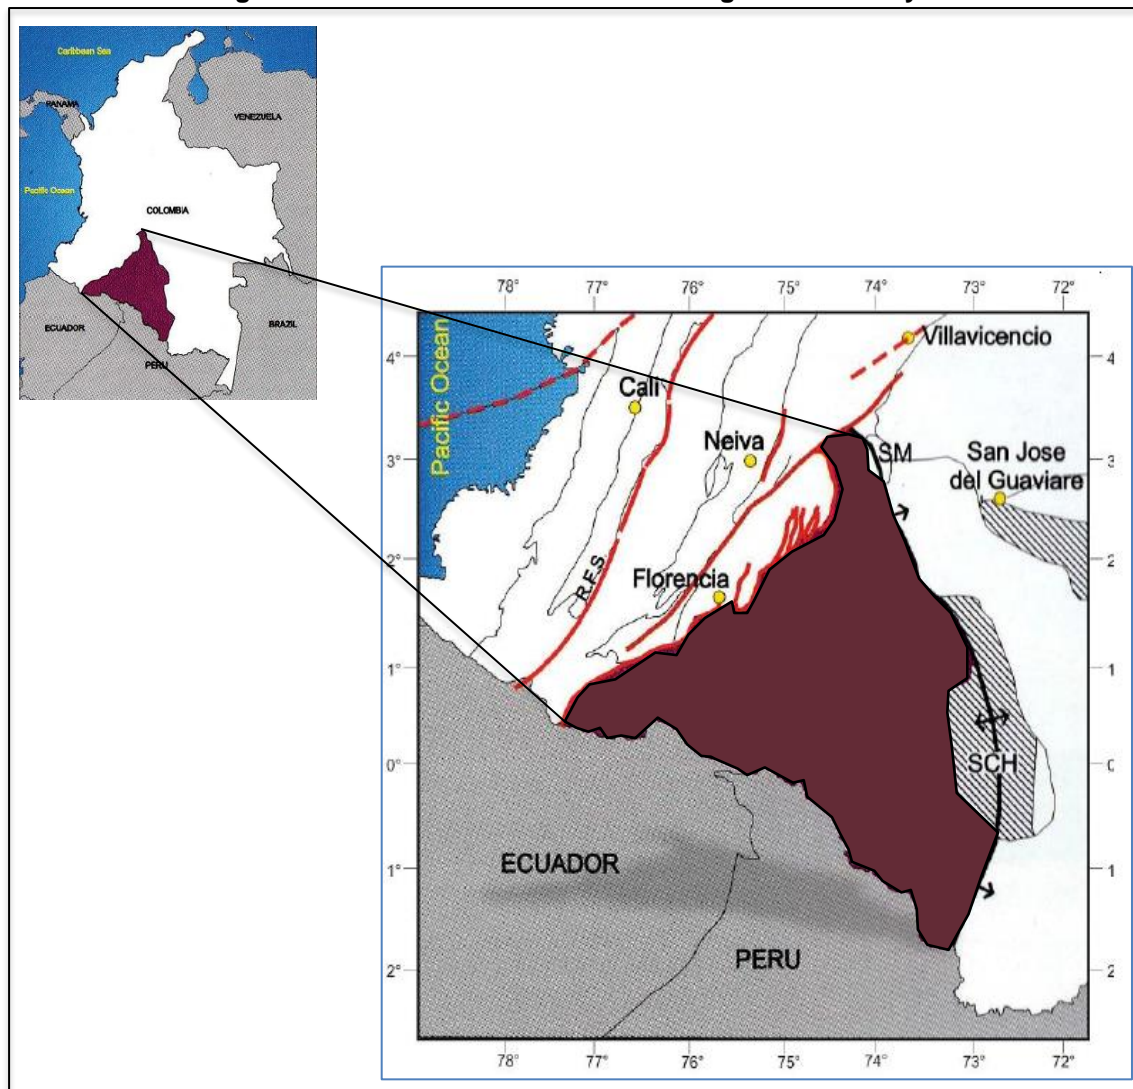 Caribbean Sea
PANAMA
VENEZUELA
Pacific Ocean
COLOMBIA
ECUADOR
BRAZIL
PERU
78° 77° 76° 75° 74° 73° 72°
Pacific Ocean
Villavicencio
4° 4
Cali
Neiva
SM
San Jose
del Guaviare
3° 3
2° 2
R.F.S.
Florencia
1° 1
SCH
0°
ECUADOR
1° 1
PERU
2° 2
78° 77° 76° 75° 74° 73° 72°